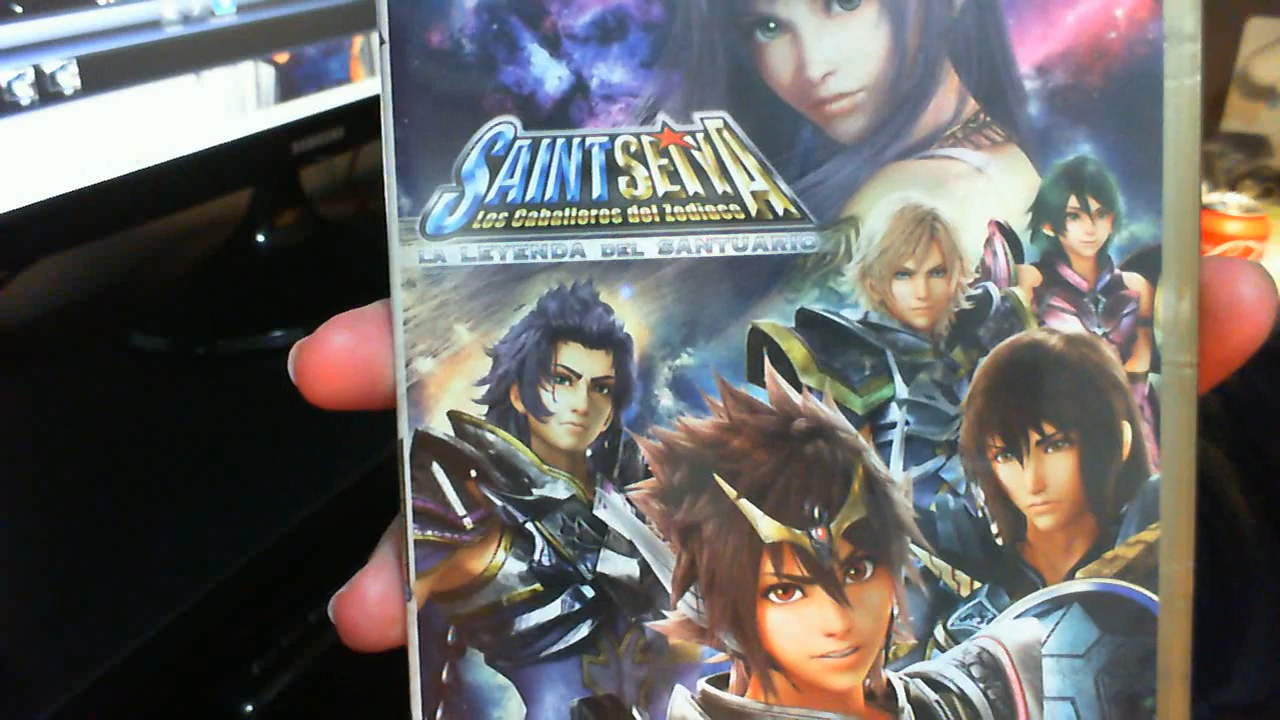 SAINT SEIYA
Los Caballeros del Zodiaco
LA LEYENDA DEL SANTUARIO